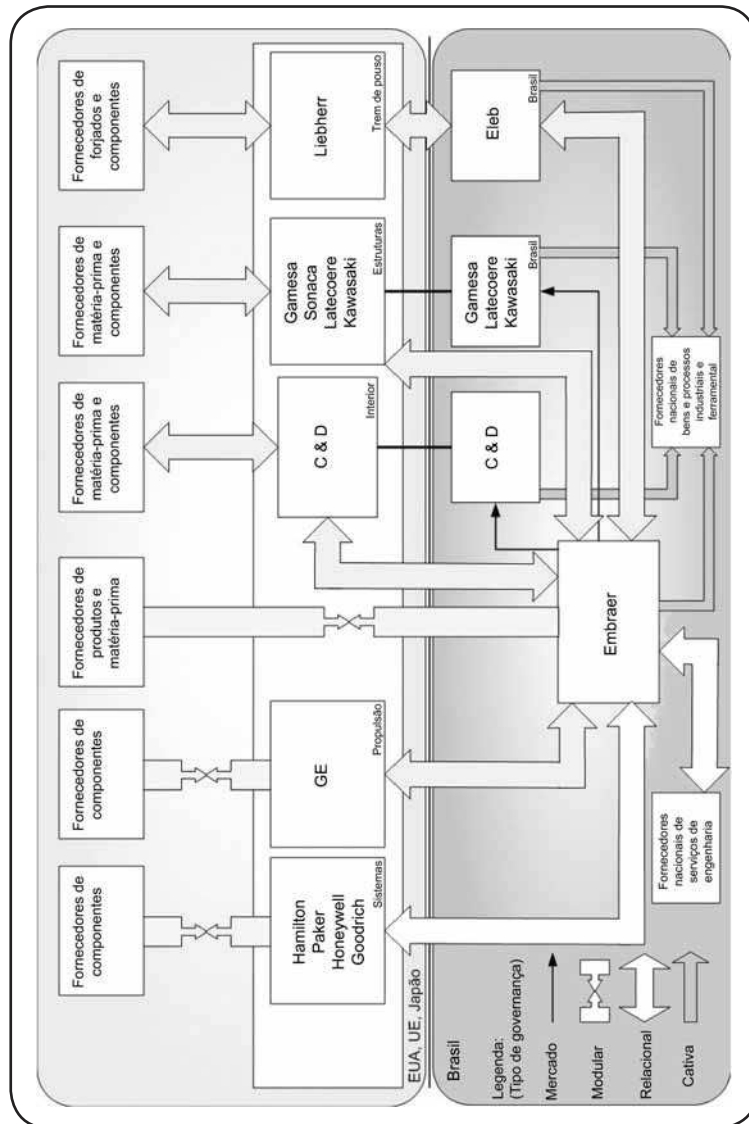 Fornecedores de
componentes
Fornecedores de
componentes
Fornecedores de
produtos e
matéria-prima
Fornecedores de
matéria-prima e
componentes
Fornecedores de
matéria-prima e
componentes
Fornecedores de
forjados e
componentes
Hamilton
Paker
Honeywell
Goodrich
Sistemas
GE
Propulsão
C & D
Interior
Gamesa
Sonaca
Latecoere
Kawasaki
Estruturas
Liebherr
Trem de pouso
EUA, UE, Japão
Brasil
C & D
Gamesa
Latecoere
Kawasaki
Brasil
Eleb
Brasil
Embraer
Fornecedores
nacionais de
bens e processos
industriais e
ferramental
Fornecedores
nacionais de
serviços de
engenharia
Legenda:
(Tipo de governança)
Mercado
Modular
Relacional
Cativa